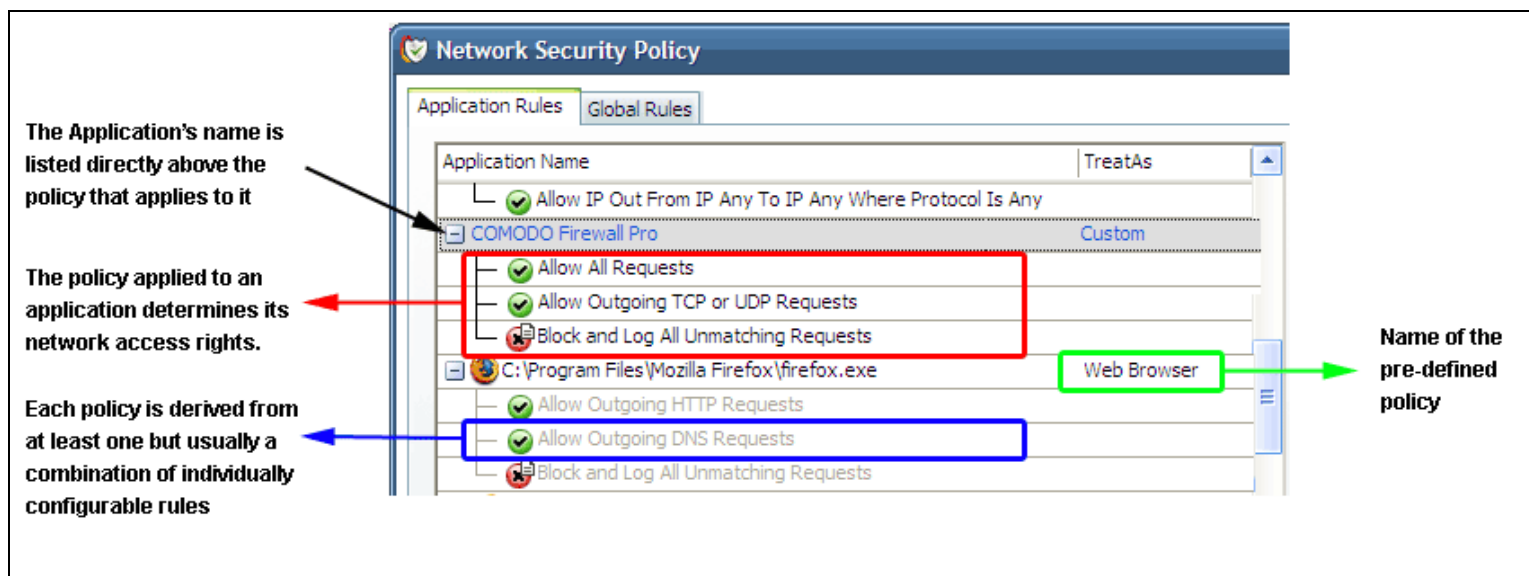 Network Security Policy
Application Rules
Global Rules
The Application's name is
listed directly above the
policy that applies to it
Application Name
TreatAs
Allow IP Out From IP Any To IP Any Where Protocol Is Any
COMODO Firewall Pro
Custom
The policy applied to an
application determines its
network access rights.
Allow All Requests
Allow Outgoing TCP or UDP Requests
Block and Log All Unmatching Requests
C:\Program Files\Mozilla Firefox\firefox.exe
Web Browser
Name of the
pre-defined
policy
Each policy is derived from
at least one but usually a
combination of individually
configurable rules
Allow Outgoing HTTP Requests
Allow Outgoing DNS Requests
Block and Log All Unmatching Requests